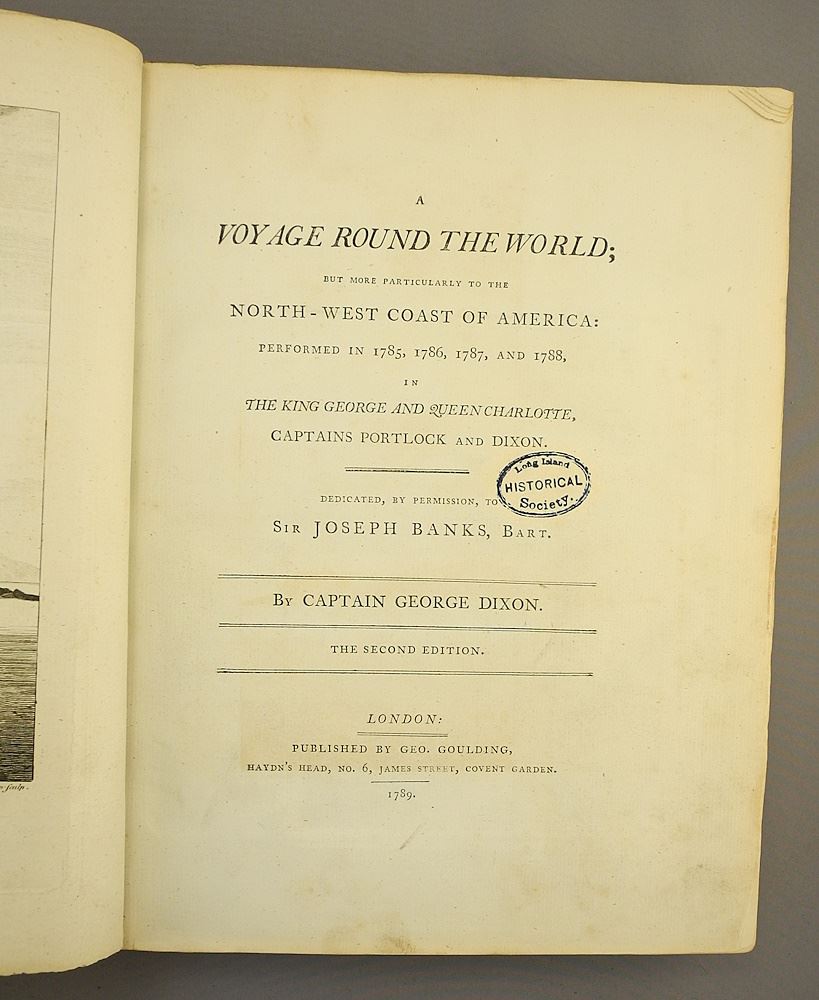 A
VOYAGE ROUND THE WORLD;
BUT MORE PARTICULARLY TO THE
NORTH-WEST COAST OF AMERICA:
PERFORMED IN 1785, 1786, 1787, AND 1788,
IN
THE KING GEORGE AND QUEEN CHARLOTTE,
CAPTAINS PORTLOCK AND DIXON.
Long Island
HISTORICAL
Society.
DEDICATED, BY PERMISSION, TO
SIR JOSEPH BANKS, BART.
BY CAPTAIN GEORGE DIXON.
THE SECOND EDITION.
LONDON:
PUBLISHED BY GEO. GOULDING,
HAYDN'S HEAD, NO. 6, JAMES STREET, COVENT GARDEN.
1789.
sculp.